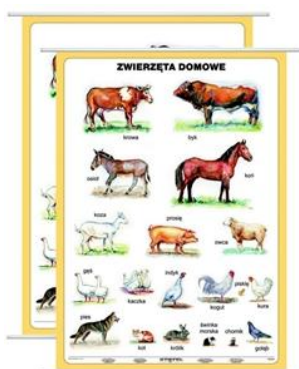 ZWIERZĘTA DOMOWE
krowa
byk
osioł
koń
koza
prosię
owca
gęś
kaczka
indyk
kogut
pisklę
kura
pies
kot
królik
świnka
morska
chomik
gołąb